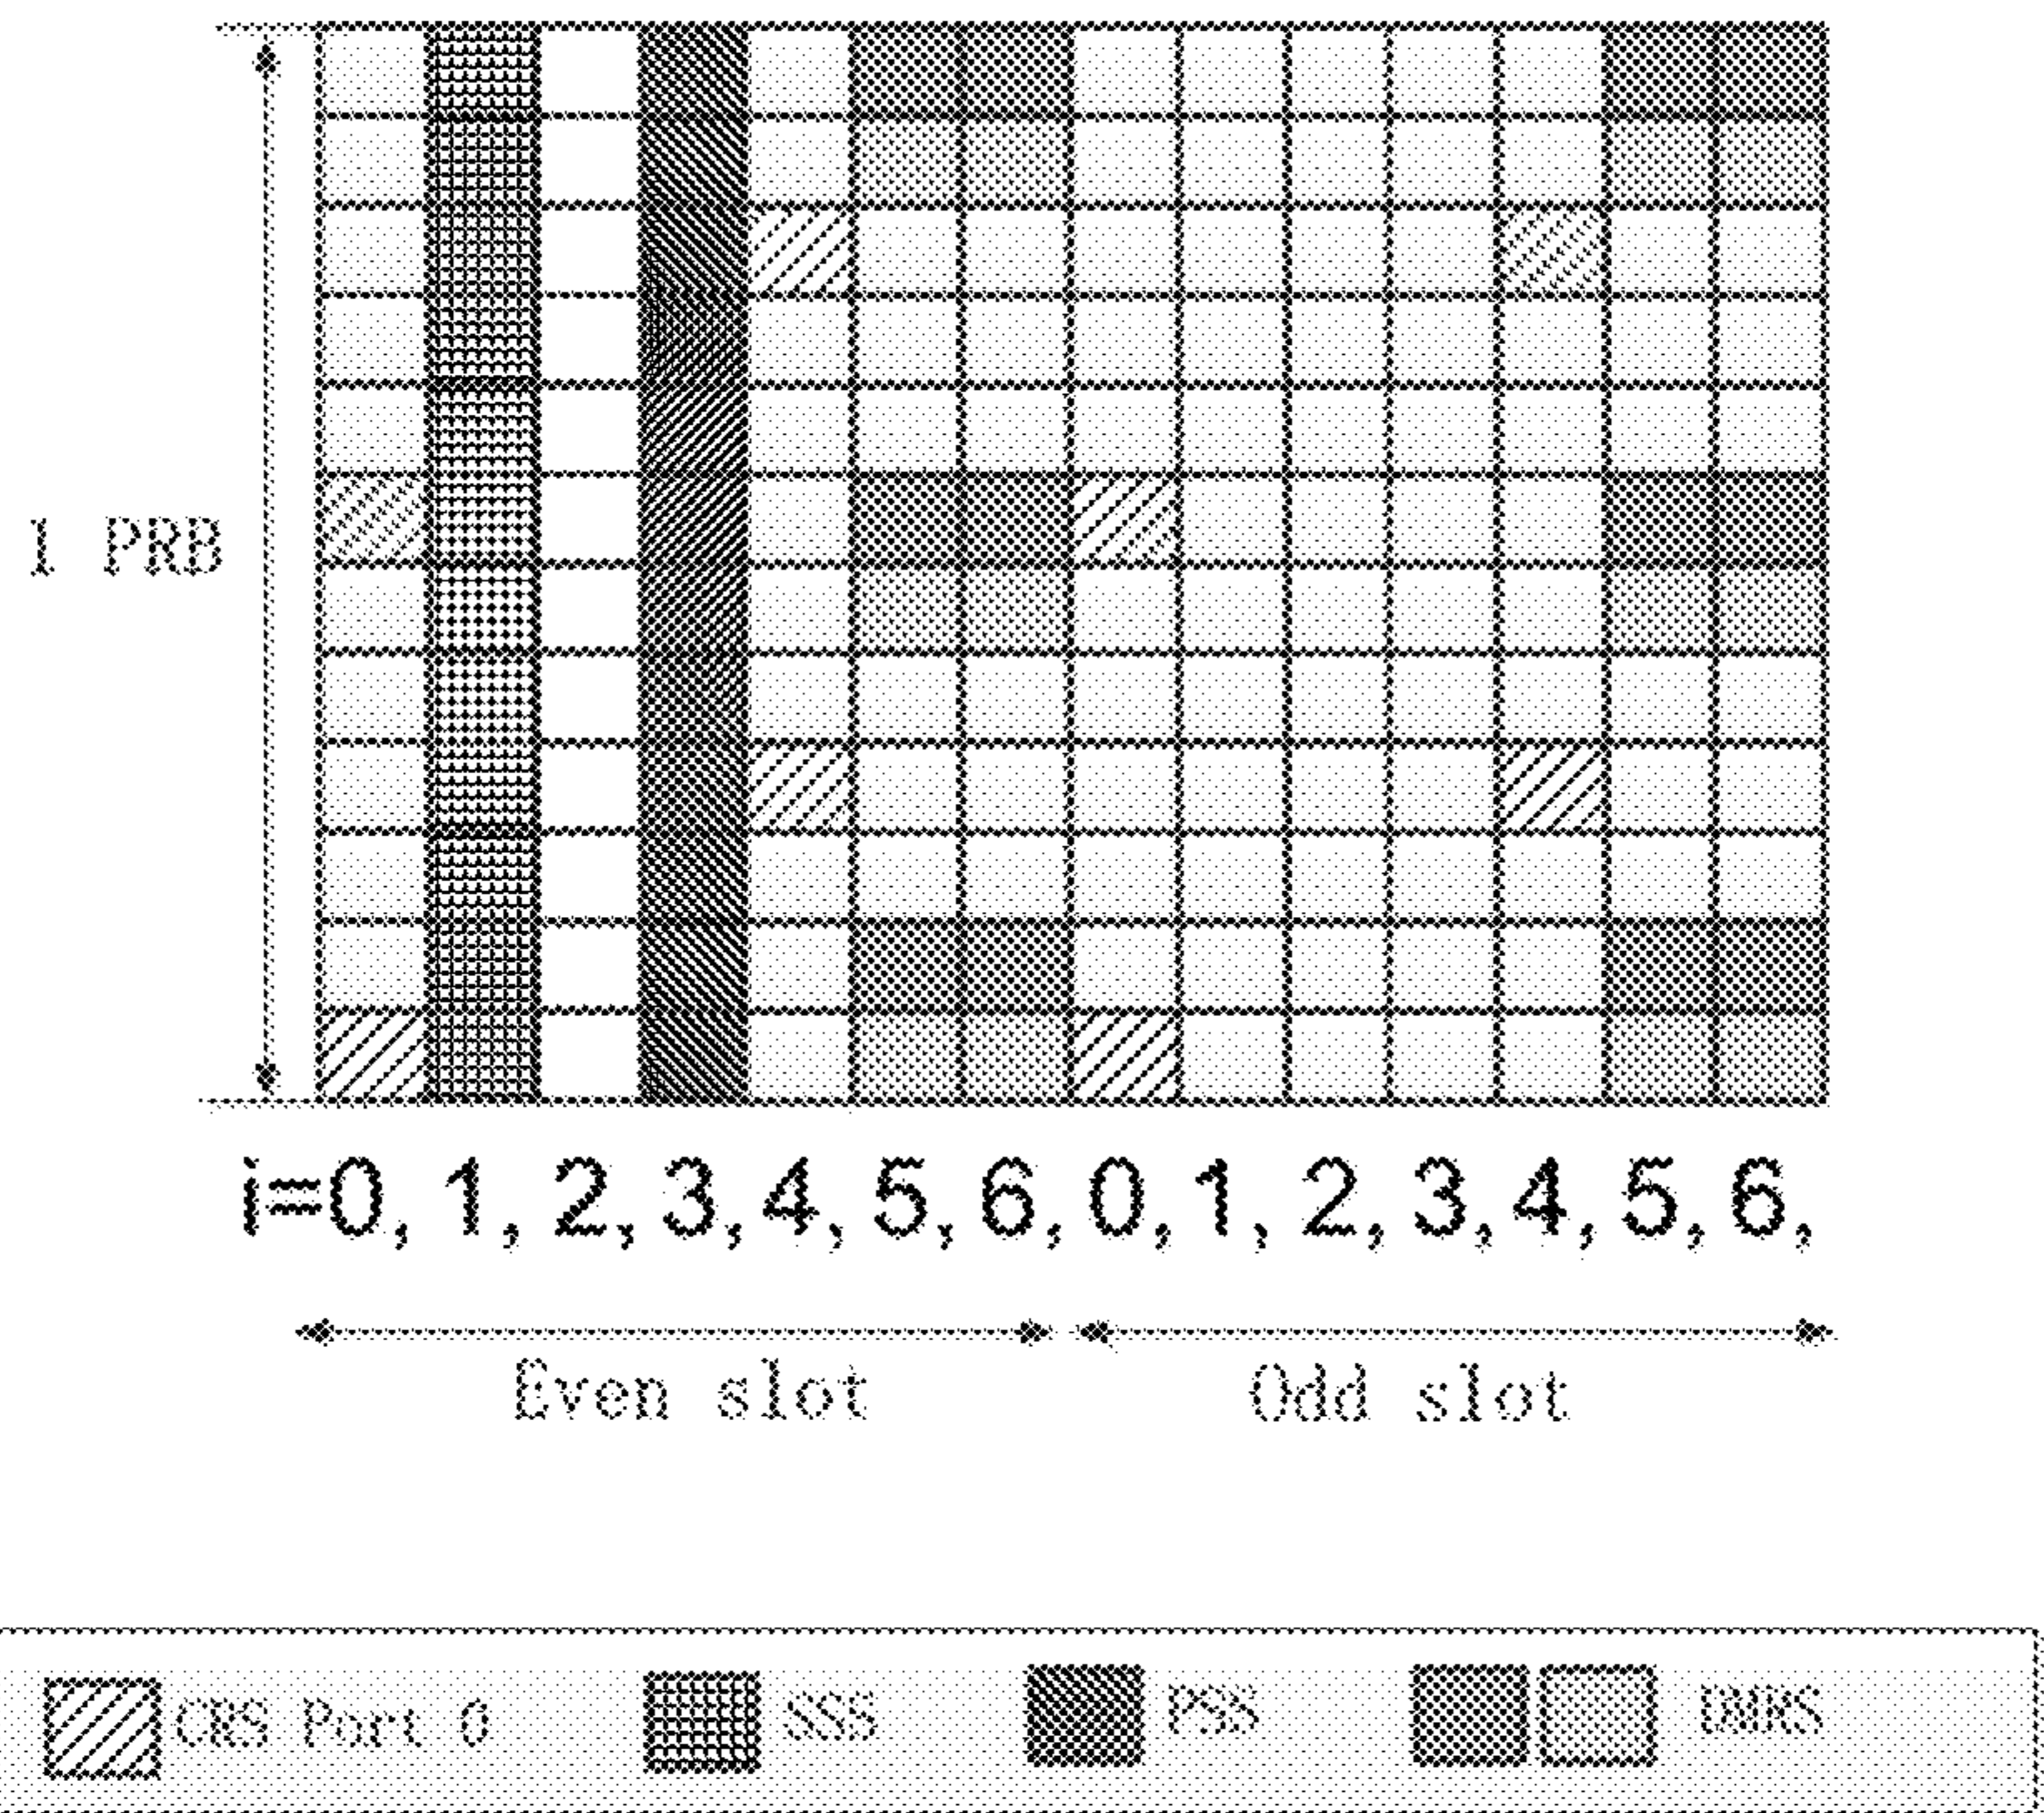 1 PRB
i=0, 1, 2, 3, 4, 5, 6, 0, 1, 2, 3, 4, 5, 6,
Even slot Odd slot
CRS Port 0 SSS PSS DMRS